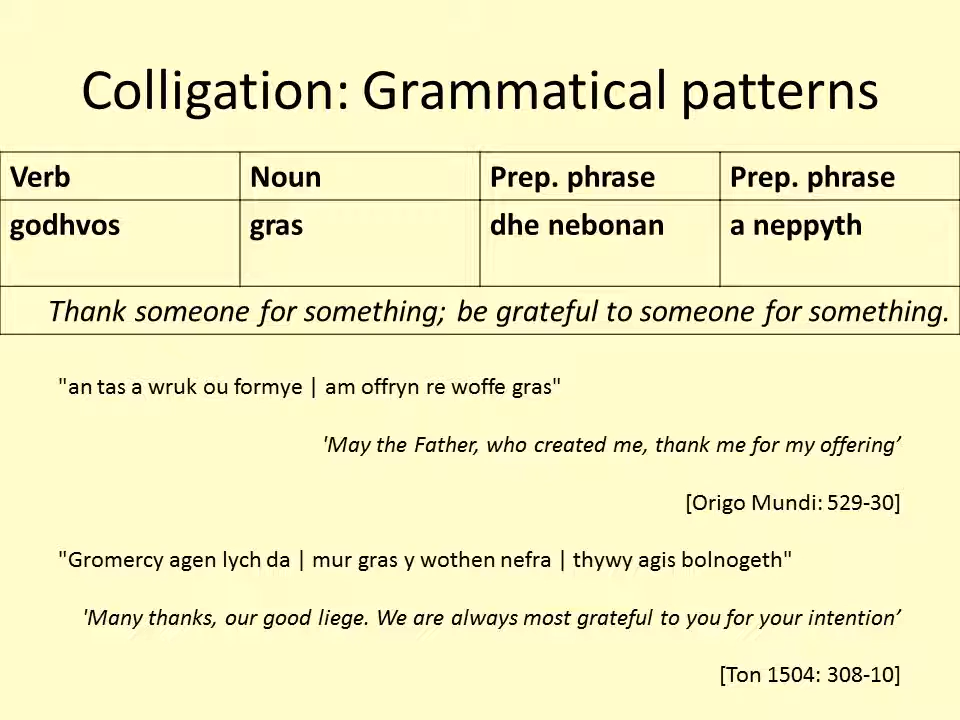 Colligation: Grammatical patterns
Verb Noun Prep. phrase Prep. phrase
godhvos gras dhe nebonan a neppyth
Thank someone for something; be grateful to someone for something.
"an tas a wruk ou formye | am offryn re woffe gras"
'May the Father, who created me, thank me for my offering’
[Origo Mundi: 529-30]
"Gromercy agen lych da | mur gras y wothen nefra | thywy agis bolnogeth"
'Many thanks, our good liege. We are always most grateful to you for your intention’
[Ton 1504: 308-10]